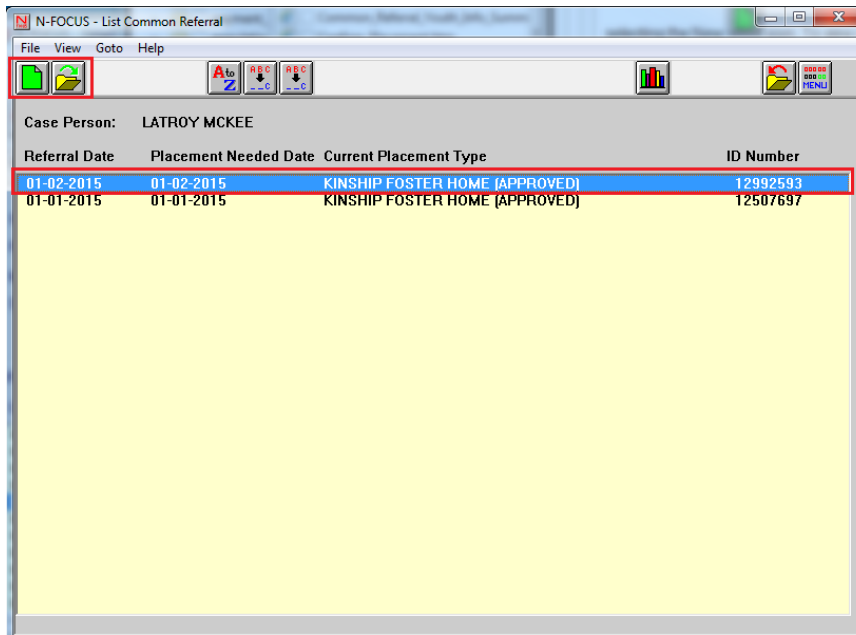 N-FOCUS - List Common Referral
File View Goto Help
A to Z
A B C
_ _ C
A B C
_ _ C
MENU
Case Person: LATROY MCKEE
Referral Date Placement Needed Date Current Placement Type ID Number
01-02-2015 01-02-2015 KINSHIP FOSTER HOME (APPROVED) 12992593
01-01-2015 01-01-2015 KINSHIP FOSTER HOME (APPROVED) 12507697